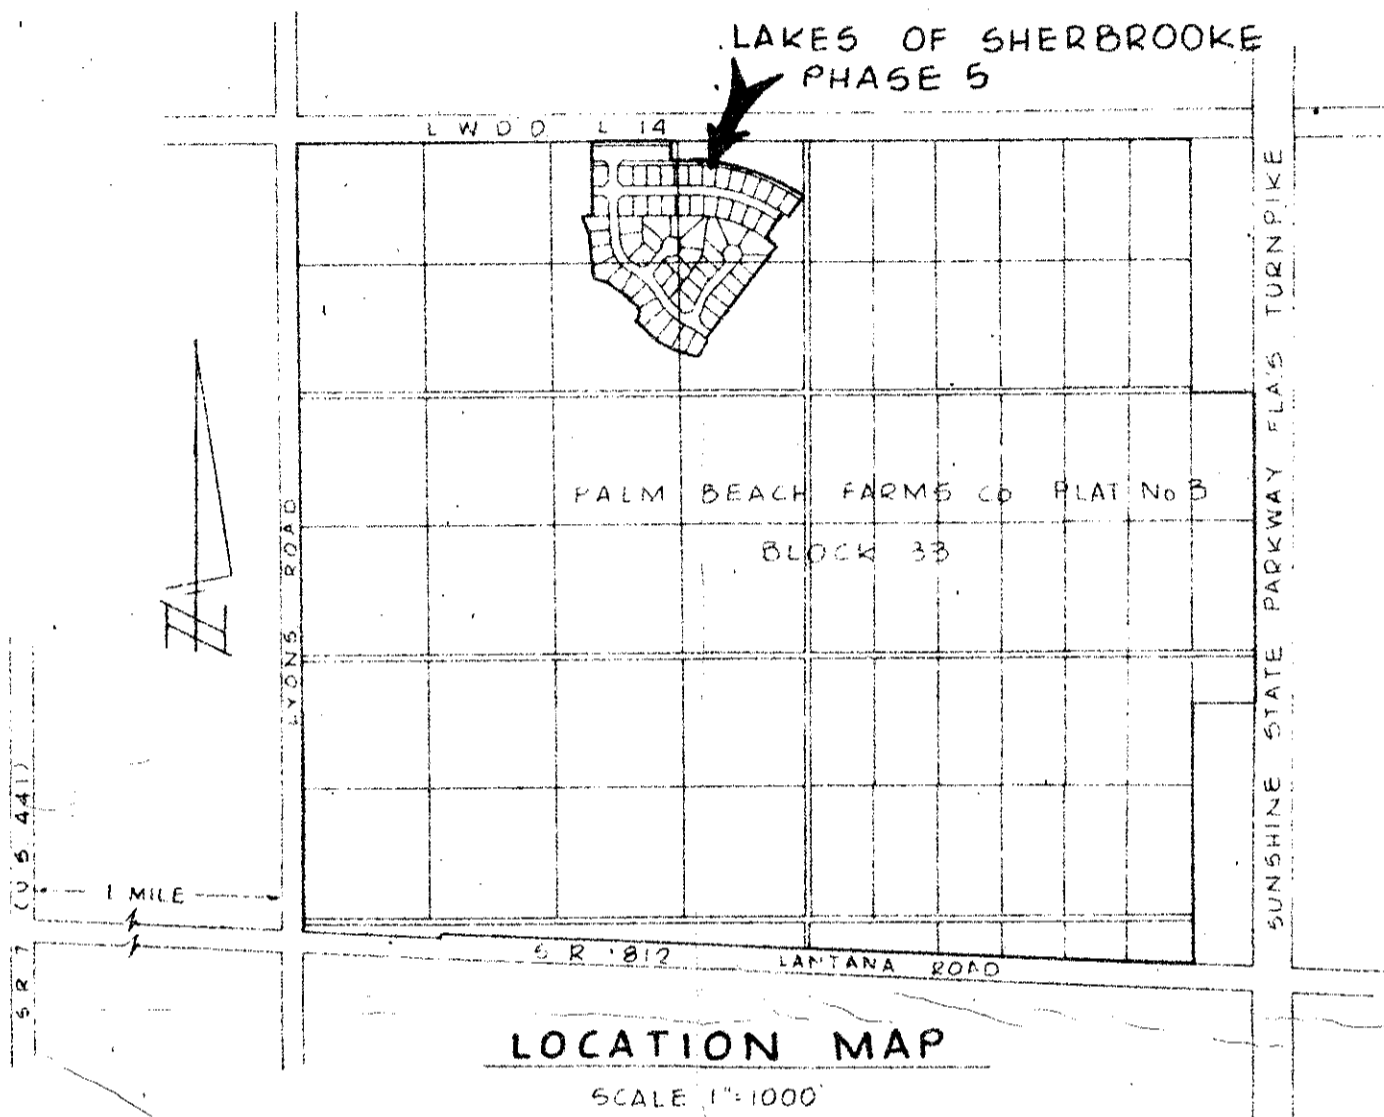 LAKES OF SHERBROOKE
PHASE 5
L W D D L 14
SUNSHINE STATE PARKWAY FLAS TURNPIKE
PALM BEACH FARMS CO PLAT No 3
BLOCK 33
LYONS ROAD
N
S R 7 (U S 441)
1 MILE
S R 812 LANTANA ROAD
LOCATION MAP
SCALE 1"=1000'